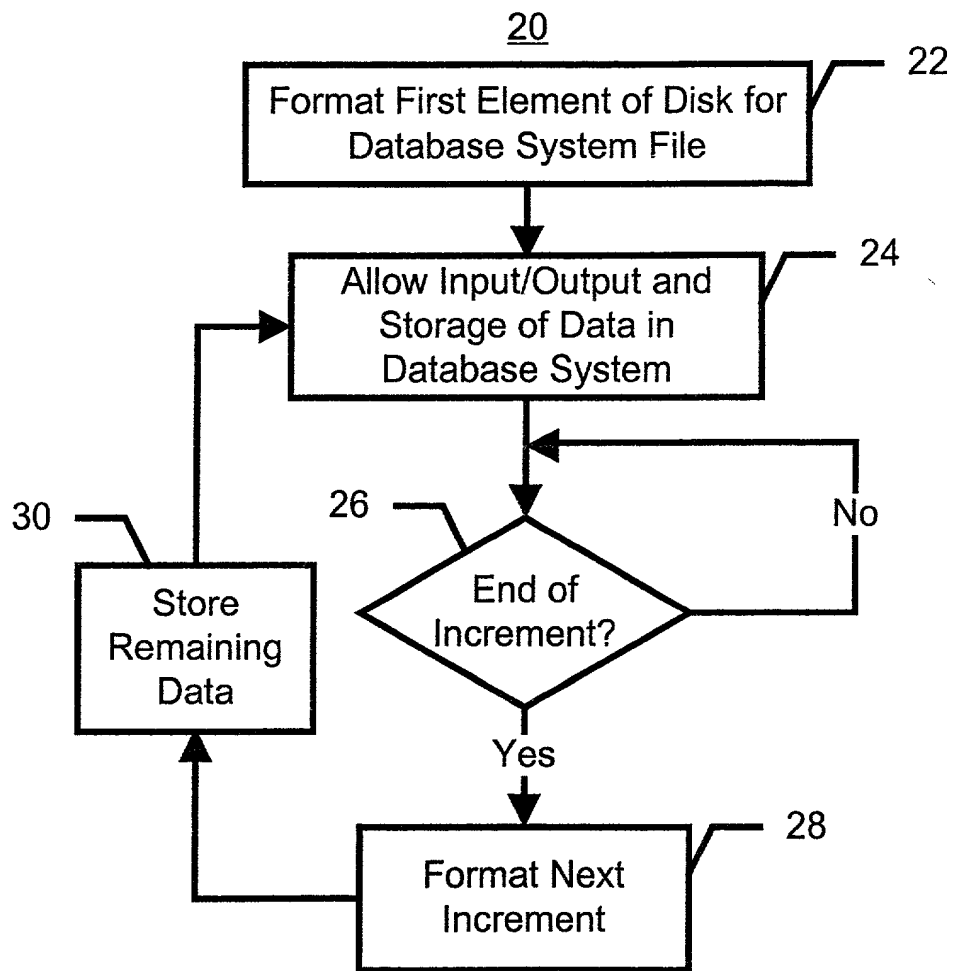 20
22
Format First Element of Disk for
Database System File
24
Allow Input/Output and
Storage of Data in
Database System
No
26
30
End of
Increment?
Store
Remaining
Data
Yes
28
Format Next
Increment